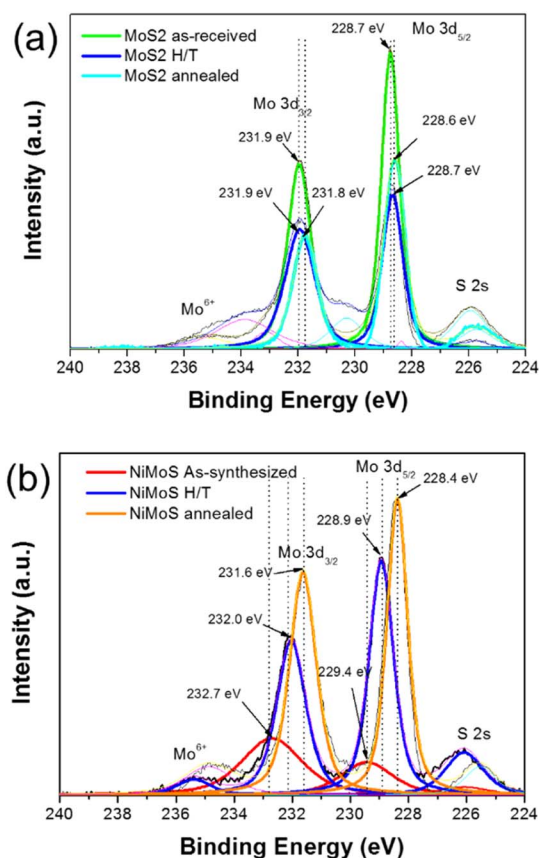 (a)
MoS2 as-received
MoS2 H/T
MoS2 annealed
228.7 eV
Mo 3d5/2
Mo 3d3/2
231.9 eV
228.6 eV
231.9 eV
231.8 eV
228.7 eV
Mo6+
S 2s
Intensity (a.u.)
240 238 236 234 232 230 228 226 224
Binding Energy (eV)
(b)
NiMoS As-synthesized
NiMoS H/T
NiMoS annealed
Mo 3d5/2
228.4 eV
228.9 eV
Mo 3d3/2
231.6 eV
232.0 eV
229.4 eV
232.7 eV
Mo6+
S 2s
Intensity (a.u.)
240 238 236 234 232 230 228 226 224
Binding Energy (eV)